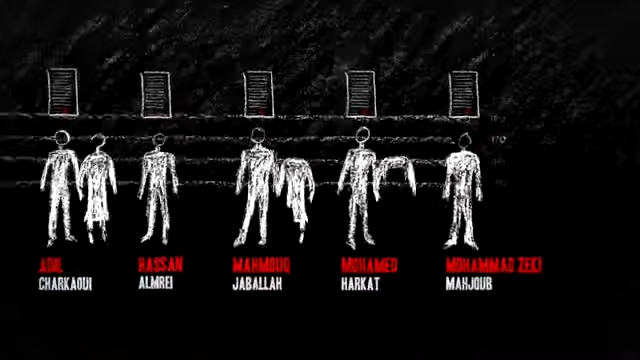 ADIL
CHARKAOUI
HASSAN
ALMREI
MAHMOUD
JABALLAH
MOHAMED
HARKAT
MOHAMMAD ZEKI
MAHJOUB